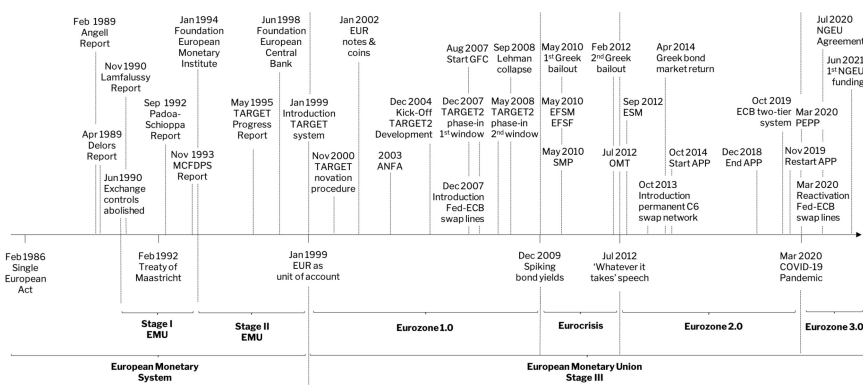 Feb 1989
Angell
Report
Nov 1990
Lamfalussy
Report
Apr 1989
Delors
Report
Jun 1990
Exchange
controls
abolished
Sep 1992
Padoa-
Schioppa
Report
Jan 1994
Foundation
European
Monetary
Institute
Nov 1993
MCFDPS
Report
May 1995
TARGET
Progress
Report
Jun 1998
Foundation
European
Central
Bank
Jan 1999
Introduction
TARGET
system
Nov 2000
TARGET
novation
procedure
Jan 2002
EUR
notes &
coins
2003
ANFA
Dec 2004
Kick-Off
TARGET2
Development
Aug 2007
Start GFC
Dec 2007
TARGET2
phase-in
1st window
Dec 2007
Introduction
Fed-ECB
swap lines
Sep 2008
Lehman
collapse
May 2008
TARGET2
phase-in
2nd window
May 2010
1st Greek
bailout
May 2010
EFSM
EFSF
May 2010
SMP
Feb 2012
2nd Greek
bailout
Sep 2012
ESM
Jul 2012
OMT
Apr 2014
Greek bond
market return
Oct 2014
Start APP
Oct 2013
Introduction
permanent C6
swap network
Dec 2018
End APP
Oct 2019
ECB two-tier
system
Nov 2019
Restart APP
Mar 2020
PEPP
Mar 2020
Reactivation
Fed-ECB
swap lines
Jul 2020
NGEU
Agreement
Jun 2021
1st NGEU
funding
Feb 1986
Single
European
Act
Feb 1992
Treaty of
Maastricht
Jan 1999
EUR as
unit of account
Dec 2009
Spiking
bond yields
Jul 2012
'Whatever it
takes' speech
Mar 2020
COVID-19
Pandemic
Stage I
EMU
Stage II
EMU
Eurozone 1.0
Eurocrisis
Eurozone 2.0
Eurozone 3.0
European Monetary
System
European Monetary Union
Stage III